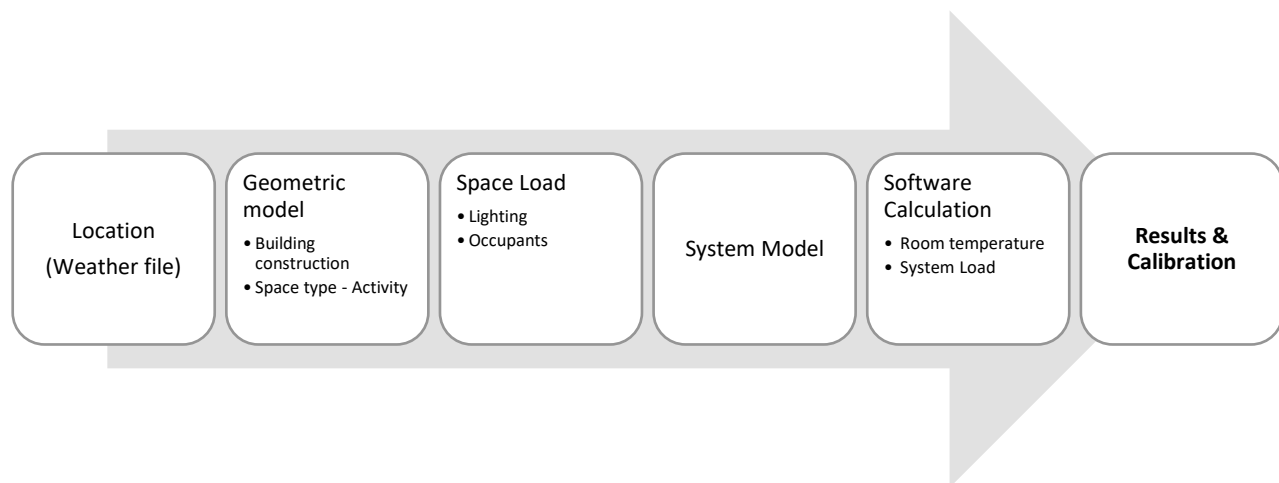 Location
(Weather file)
Geometric
model
• Building
construction
• Space type - Activity
Space Load
• Lighting
• Occupants
System Model
Software
Calculation
• Room temperature
• System Load
Results &
Calibration